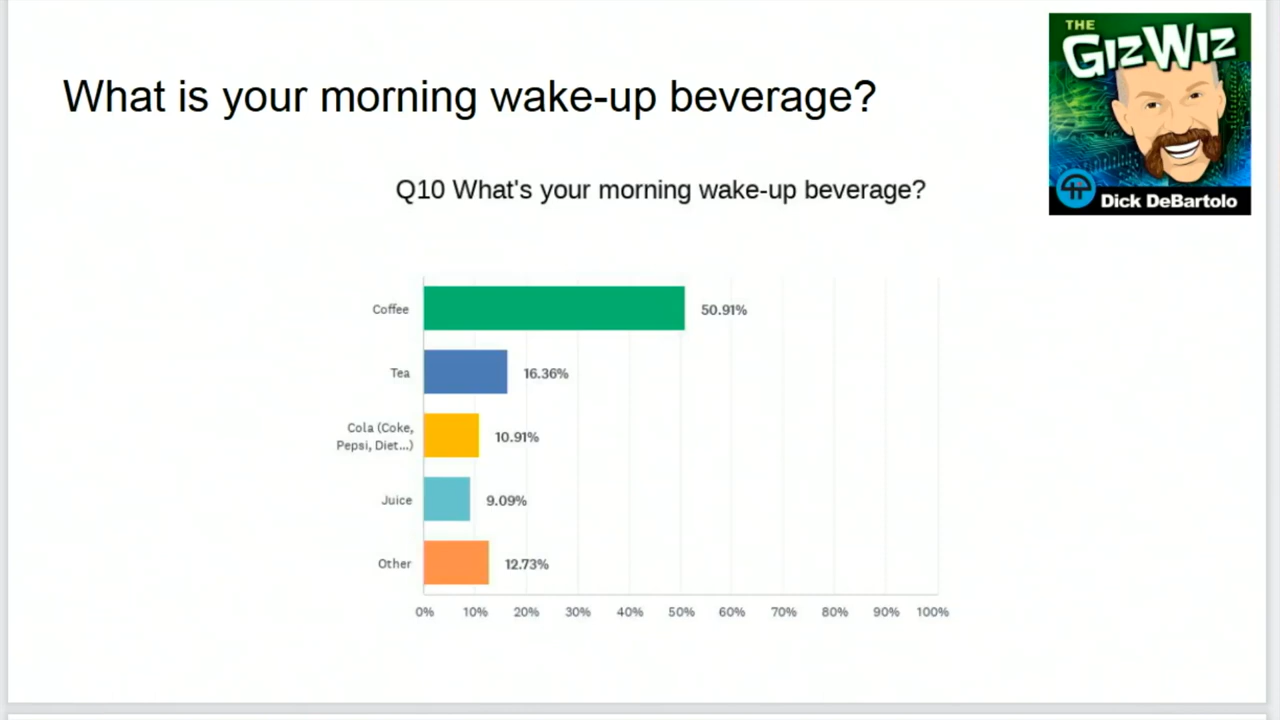 THE
GIZWIZ
What is your morning wake-up beverage?
Dick DeBartolo
Q10 What's your morning wake-up beverage?
Coffee
50.91%
Tea
16.36%
Cola (Coke,
Pepsi, Diet...)
10.91%
Juice
9.09%
Other
12.73%
0% 10% 20% 30% 40% 50% 60% 70% 80% 90% 100%